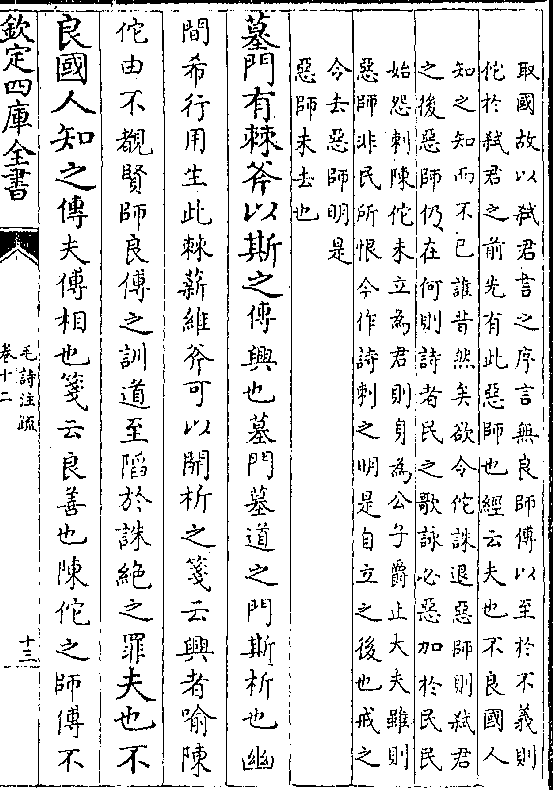 取國故以弑君言之序言無良師傅以至於不義則
佗於弑君之前先有此惡師也經云夫也不良國人
知之知而不已誰昔然矣欲令佗誅退惡師則弑君
之後惡師仍在何則詩者民之歌詠必惡加於民民
始怨刺陳佗未立為君則身為公子爵止大夫雖則
惡師非民所恨今作詩刺之明是自立之後也戒之
令去惡師明是
惡師未去也
墓門有棘斧以斯之傳興也墓門墓道之門斯析也幽
間希行用生此棘薪維斧可以開析之箋云興者喻陳
佗由不覩賢師良傅之訓道至陷於誅絶之罪夫也不
良國人知之傳夫傅相也箋云良善也陳佗之師傅不
欽定四庫全書
毛詩注疏
卷十二
十三